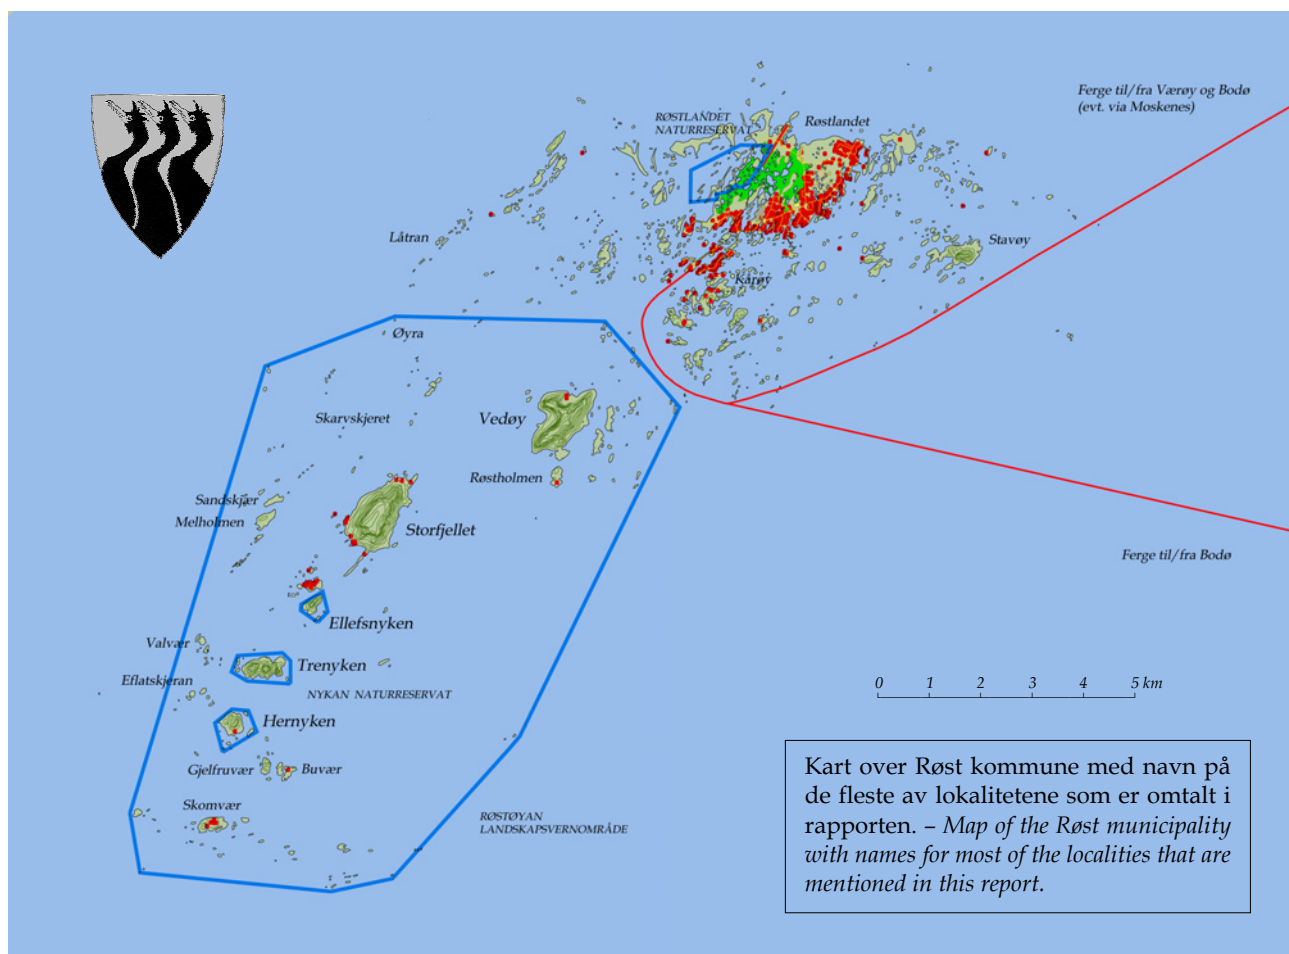 Ferge til/fra Værøy og Bodø
(evt. via Moskenes)
RØSTLANDET
NATURRESERVAT
Røstlandet
Låtran
Stavøy
Kårøy
Øyra
Skarvskjeret
Vedøy
Røstholmen
Sandskjær
Melholmen
Storfjellet
Ferge til/fra Bodø
Ellefsnyken
Valvær
Trenyken
Eflatskjeran
NYKAN NATURRESERVAT
0 1 2 3 4 5 km
Hernyken
Gjelfruvær
Buvær
Skomvær
RØSTØYAN
LANDSKAPSVERNOMRÅDE
Kart over Røst kommune med navn på
de fleste av lokalitetene som er omtalt i
rapporten. – Map of the Røst municipality
with names for most of the localities that are
mentioned in this report.